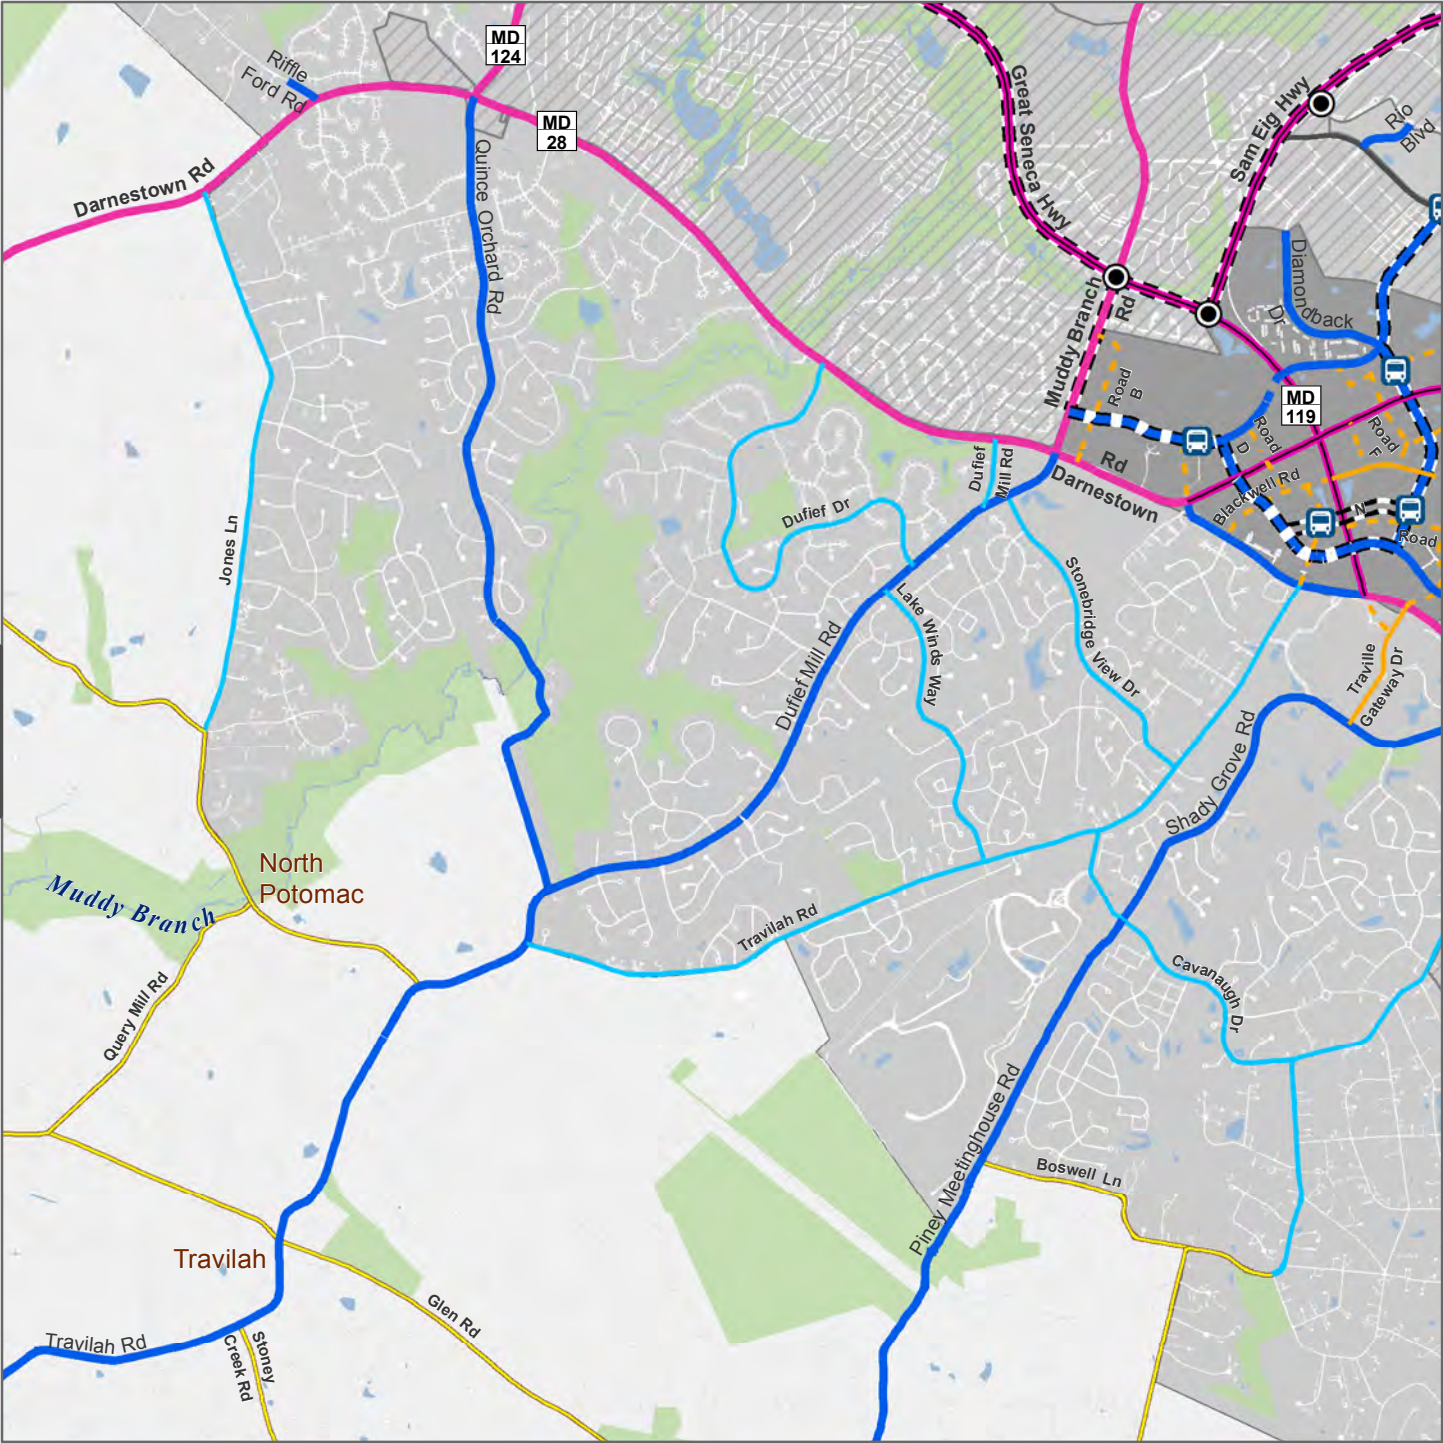 MD
124
Riffle
Ford Rd
MD
28
Great Seneca Hwy
Sam Eig Hwy
Rio
Blvd
Darnestown Rd
Quince Orchard Rd
Diamondback
Dr
Muddy Branch
Rd
Road
B
MD
119
Road
D
Road
F
Dufief
Mill Rd
Rd
Darnestown
Blackwell Rd
N
Road
Dufief Dr
Jones Ln
Stonebridge View Dr
Lake Winds Way
Dufief Mill Rd
Traville
Gateway Dr
Shady Grove Rd
North
Potomac
Muddy Branch
Travilah Rd
Cavanaugh Dr
Query Mill Rd
Piney Meetinghouse Rd
Boswell Ln
Travilah
Glen Rd
Travilah Rd
Stoney
Creek Rd